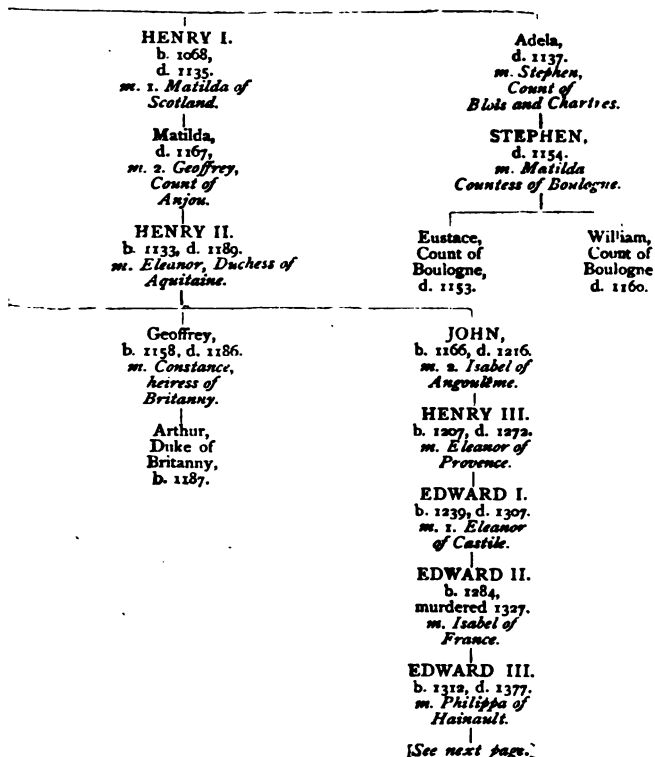 HENRY I.
b. 1068,
d. 1135.
m. 1. Matilda of
Scotland.
Matilda,
d. 1167,
m. 2. Geoffrey,
Count of
Anjou.
HENRY II.
b. 1133, d. 1189.
m. Eleanor, Duchess of
Aquitaine.
Adela,
d. 1137.
m. Stephen,
Count of
Blois and Chartres.
STEPHEN,
d. 1154.
m. Matilda
Countess of Boulogne.
Eustace,
Count of
Boulogne,
d. 1153.
William,
Count of
Boulogne
d. 1160.
Geoffrey,
b. 1158, d. 1186.
m. Constance,
heiress of
Britanny.
Arthur,
Duke of
Britanny,
b. 1187.
JOHN,
b. 1166, d. 1216.
m. 2. Isabel of
Angoulême.
HENRY III.
b. 1207, d. 1272.
m. Eleanor of
Provence.
EDWARD I.
b. 1239, d. 1307.
m. 1. Eleanor
of Castile.
EDWARD II.
b. 1284,
murdered 1327.
m. Isabel of
France.
EDWARD III.
b. 1312, d. 1377.
m. Philippa of
Hainault.
[See next page.]